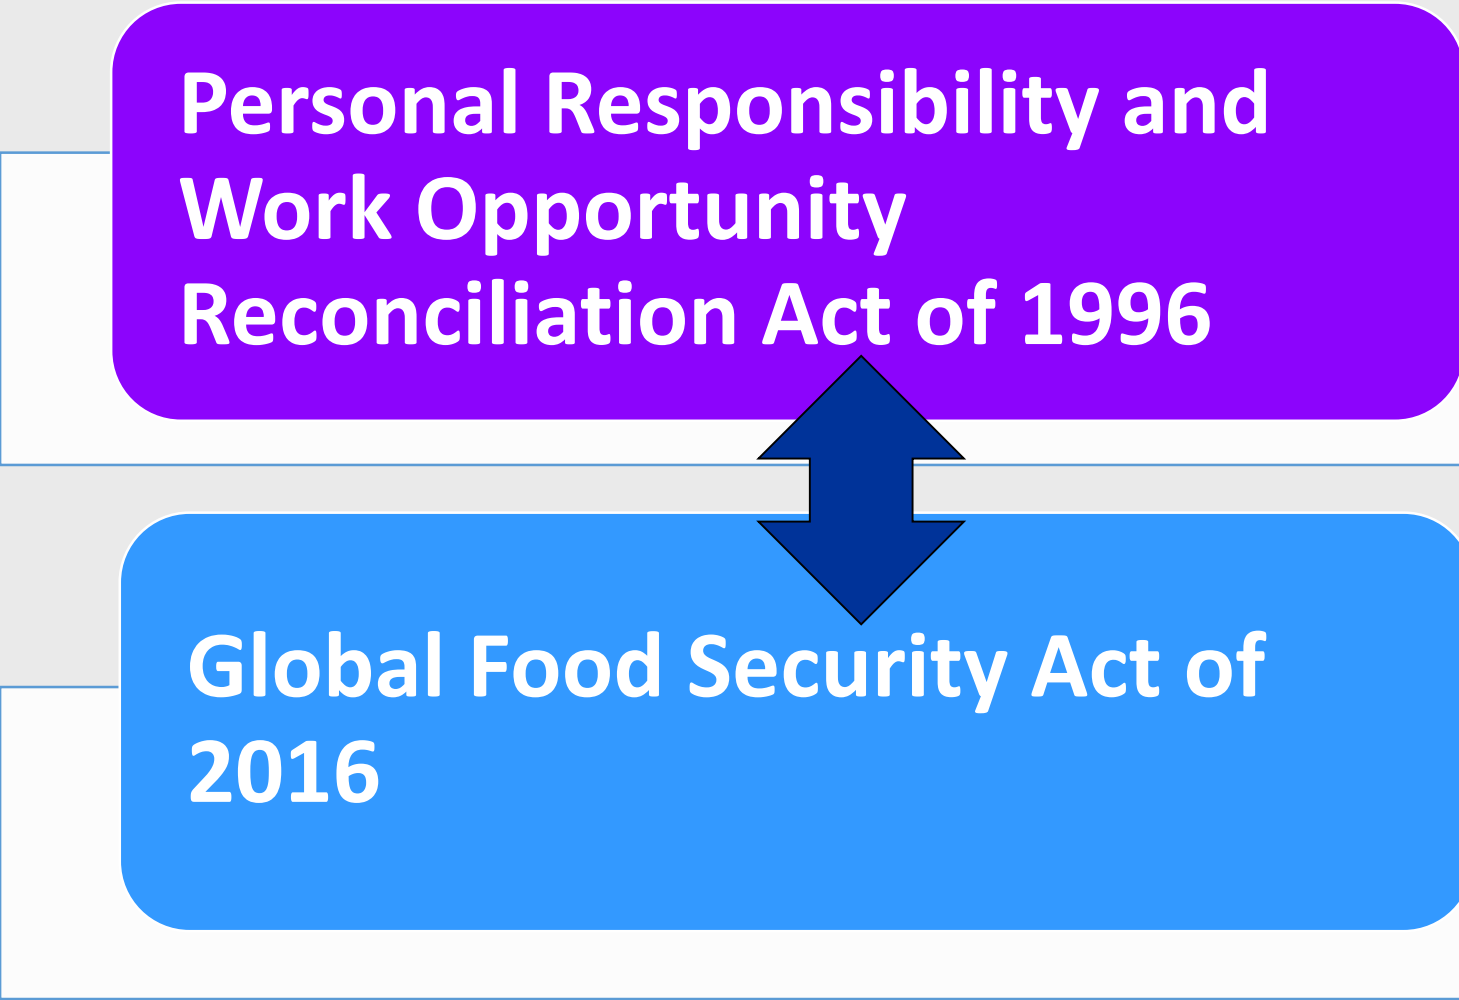 Personal Responsibility and
Work Opportunity
Reconciliation Act of 1996
Global Food Security Act of
2016